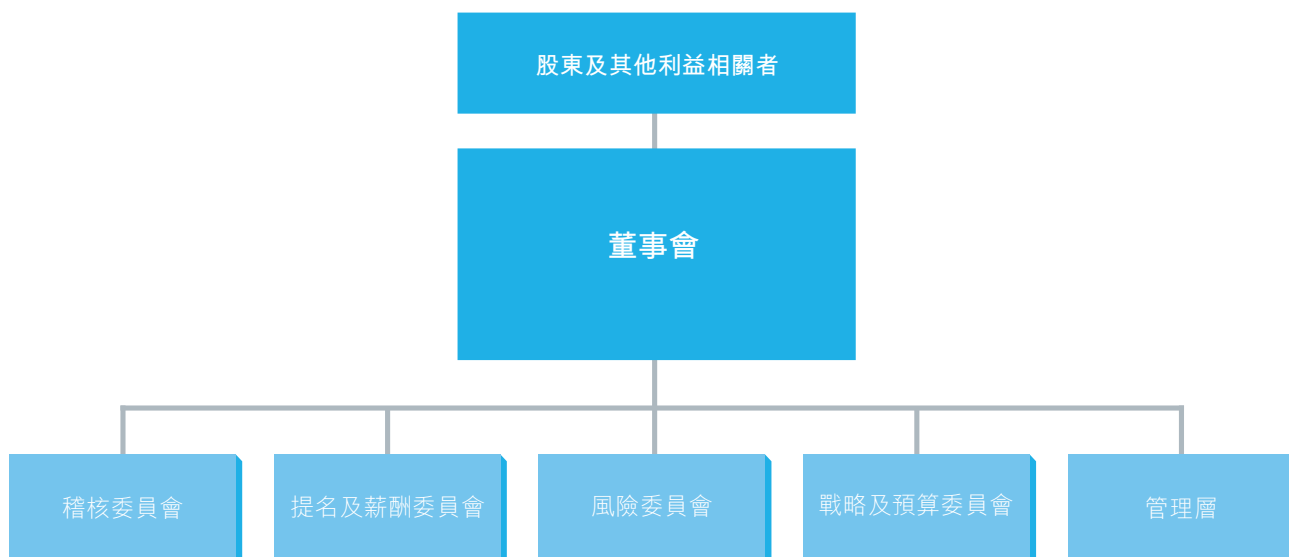 股東及其他利益相關者
董事會
稽核委員會
提名及薪酬委員會
風險委員會
戰略及預算委員會
管理層